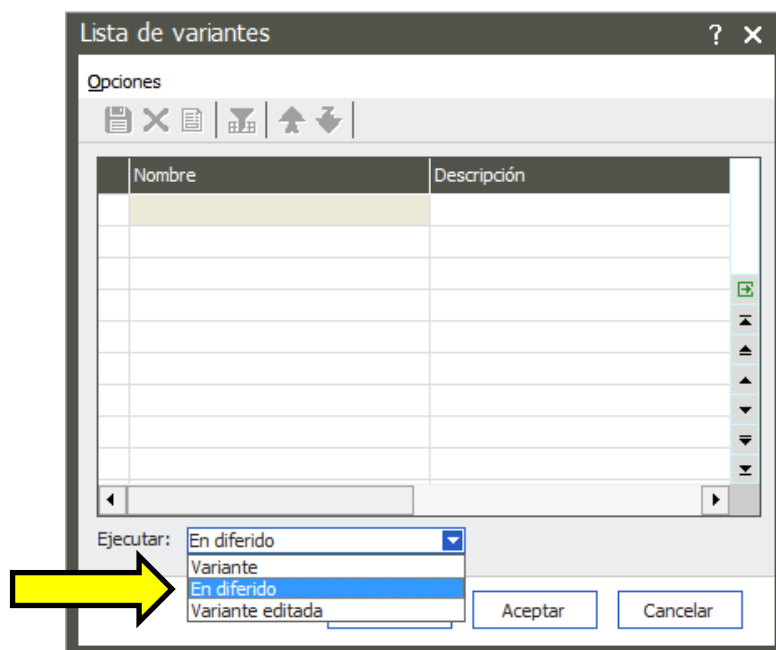 Lista de variantes
Opciones
Nombre Descripción
Ejecutar: En diferido
Variante
En diferido
Variante editada
Aceptar Cancelar